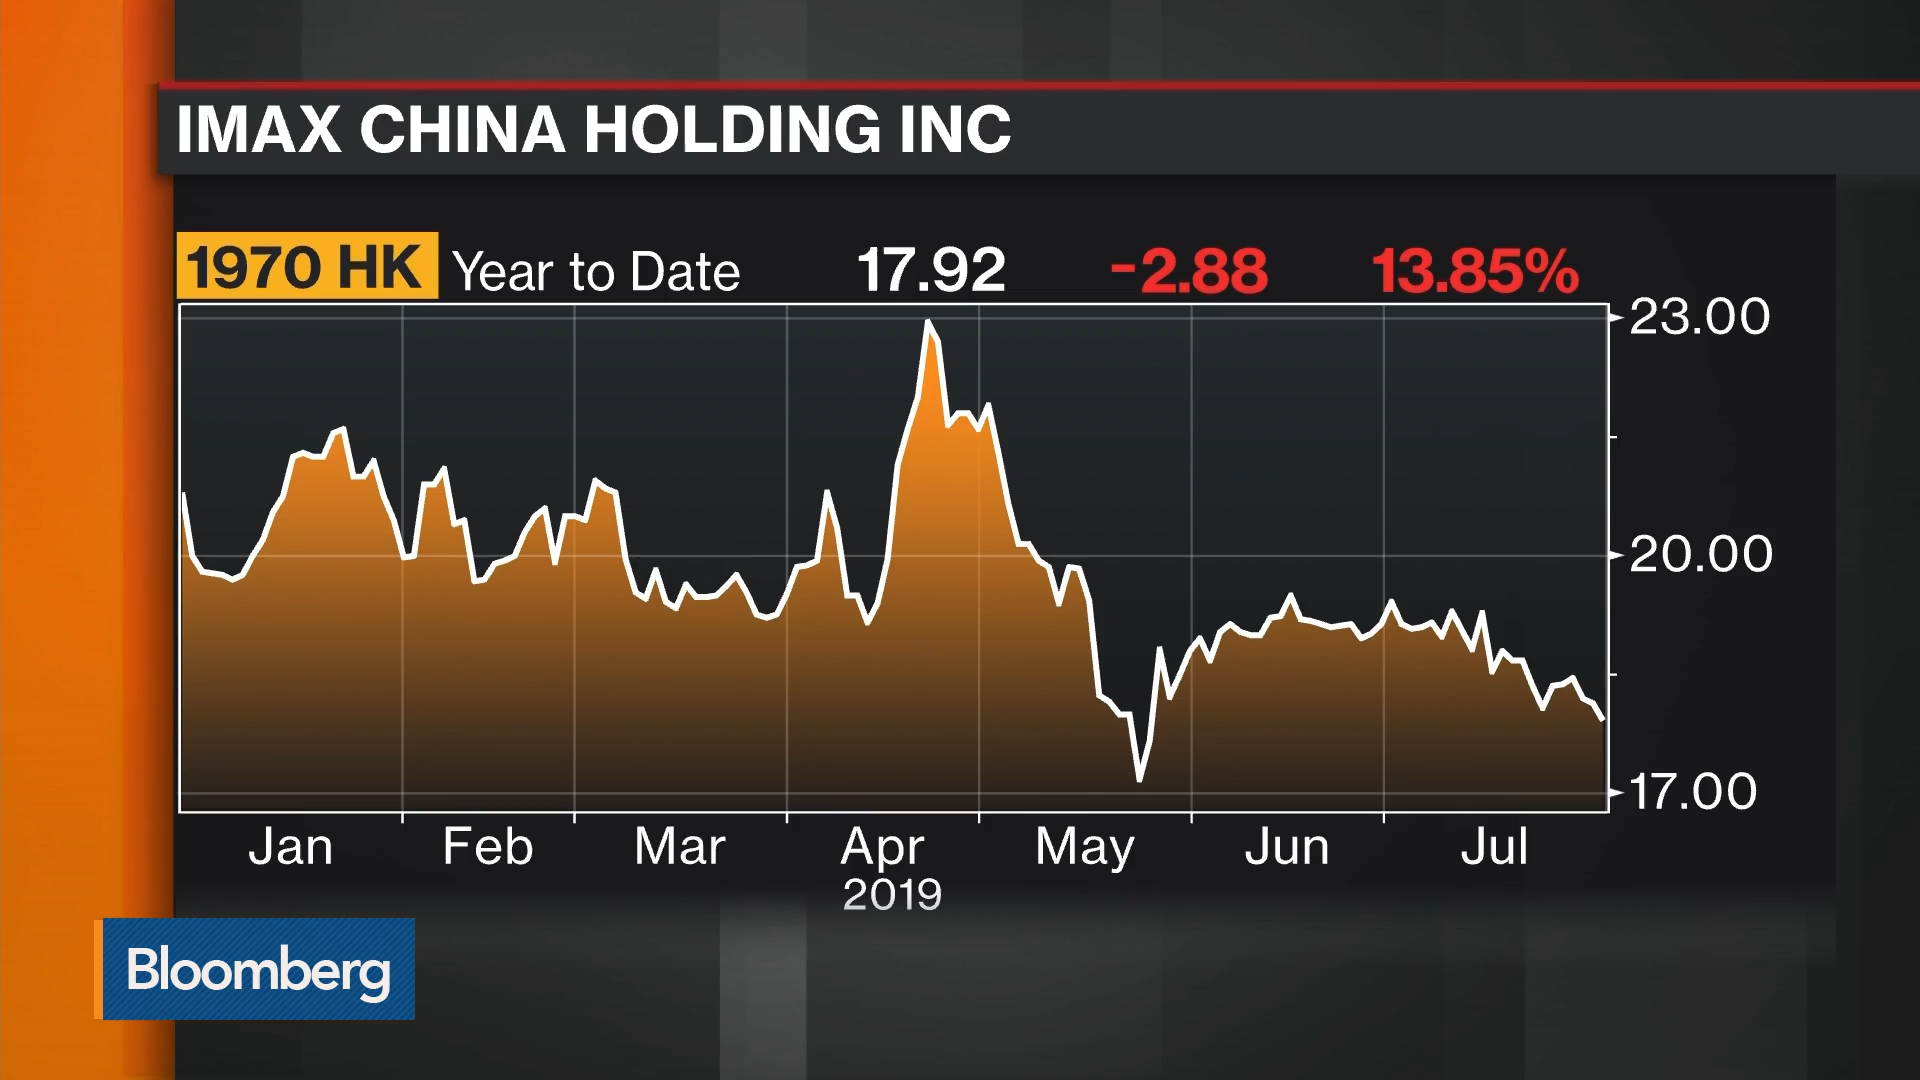 IMAX CHINA HOLDING INC
1970 HK Year to Date 17.92 -2.88 13.85%
23.00
20.00
17.00
Jan Feb Mar Apr May Jun Jul
2019
Bloomberg